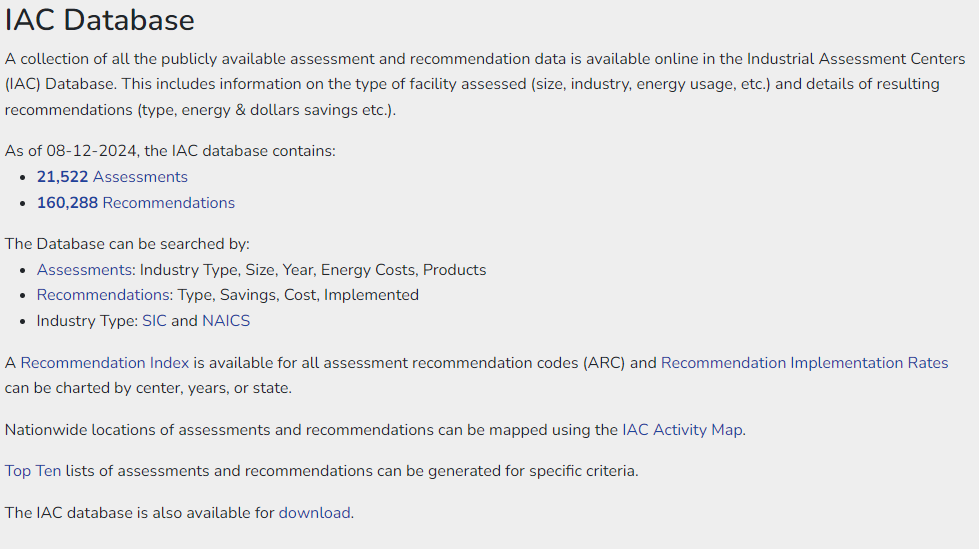 IAC Database
A collection of all the publicly available assessment and recommendation data is available online in the Industrial Assessment Centers
(IAC) Database. This includes information on the type of facility assessed (size, industry, energy usage, etc.) and details of resulting
recommendations (type, energy & dollars savings etc.).
As of 08-12-2024, the IAC database contains:
• 21,522 Assessments
• 160,288 Recommendations
The Database can be searched by:
• Assessments: Industry Type, Size, Year, Energy Costs, Products
• Recommendations: Type, Savings, Cost, Implemented
• Industry Type: SIC and NAICS
A Recommendation Index is available for all assessment recommendation codes (ARC) and Recommendation Implementation Rates
can be charted by center, years, or state.
Nationwide locations of assessments and recommendations can be mapped using the IAC Activity Map.
Top Ten lists of assessments and recommendations can be generated for specific criteria.
The IAC database is also available for download.